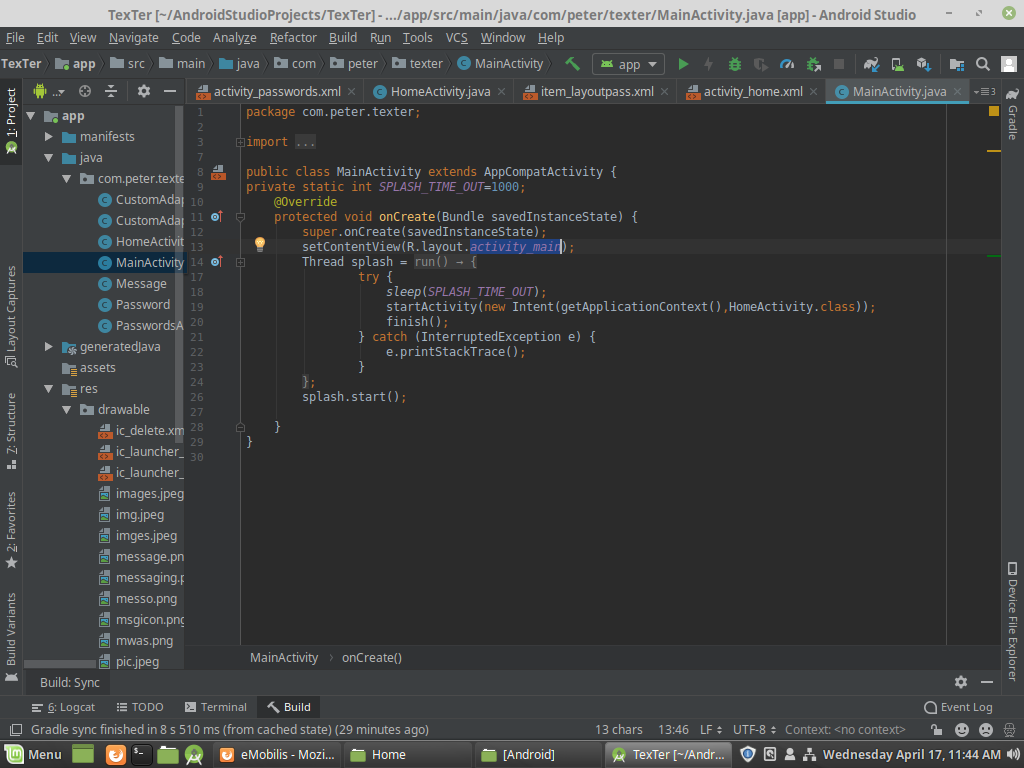 TexTer [~/AndroidStudioProjects/TexTer] - .../app/src/main/java/com/peter/texter/MainActivity.java [app] - Android Studio
File Edit View Navigate Code Analyze Refactor Build Run Tools VCS Window Help
TexTer app src main java com peter texter MainActivity app
activity_passwords.xml HomeActivity.java item_layoutpass.xml activity_home.xml MainActivity.java 3
1: Project
Layout Captures
7: Structure
2: Favorites
Build Variants
app
manifests
java
com.peter.texte
CustomAdap
CustomAdap
HomeActivit
MainActivity
Message
Password
PasswordsA
generatedJava
assets
res
drawable
ic_delete.xm
ic_launcher_
ic_launcher_
images.jpeg
img.jpeg
imges.jpeg
message.pn
messaging.p
messo.png
msgicon.png
mwas.png
pic.jpeg
1 package com.peter.texter;
2
3 import ...
7
8 public class MainActivity extends AppCompatActivity {
9 private static int SPLASH_TIME_OUT=1000;
10 @Override
11 protected void onCreate(Bundle savedInstanceState) {
12 super.onCreate(savedInstanceState);
13 setContentView(R.layout.activity_main);
14 Thread splash = run() → {
17 try {
18 sleep(SPLASH_TIME_OUT);
19 startActivity(new Intent(getApplicationContext(),HomeActivity.class));
20 finish();
21 } catch (InterruptedException e) {
22 e.printStackTrace();
23 }
24 };
26 splash.start();
27
28 }
29 }
30
Gradle
Device File Explorer
MainActivity › onCreate()
Build: Sync
6: Logcat TODO Terminal Build Event Log
Gradle sync finished in 8 s 510 ms (from cached state) (29 minutes ago) 13 chars 13:46 LF UTF-8 Context: <no context>
Menu eMobilis - Mozi... Home [Android] TexTer [~/Andr... Wednesday April 17, 11:44 AM